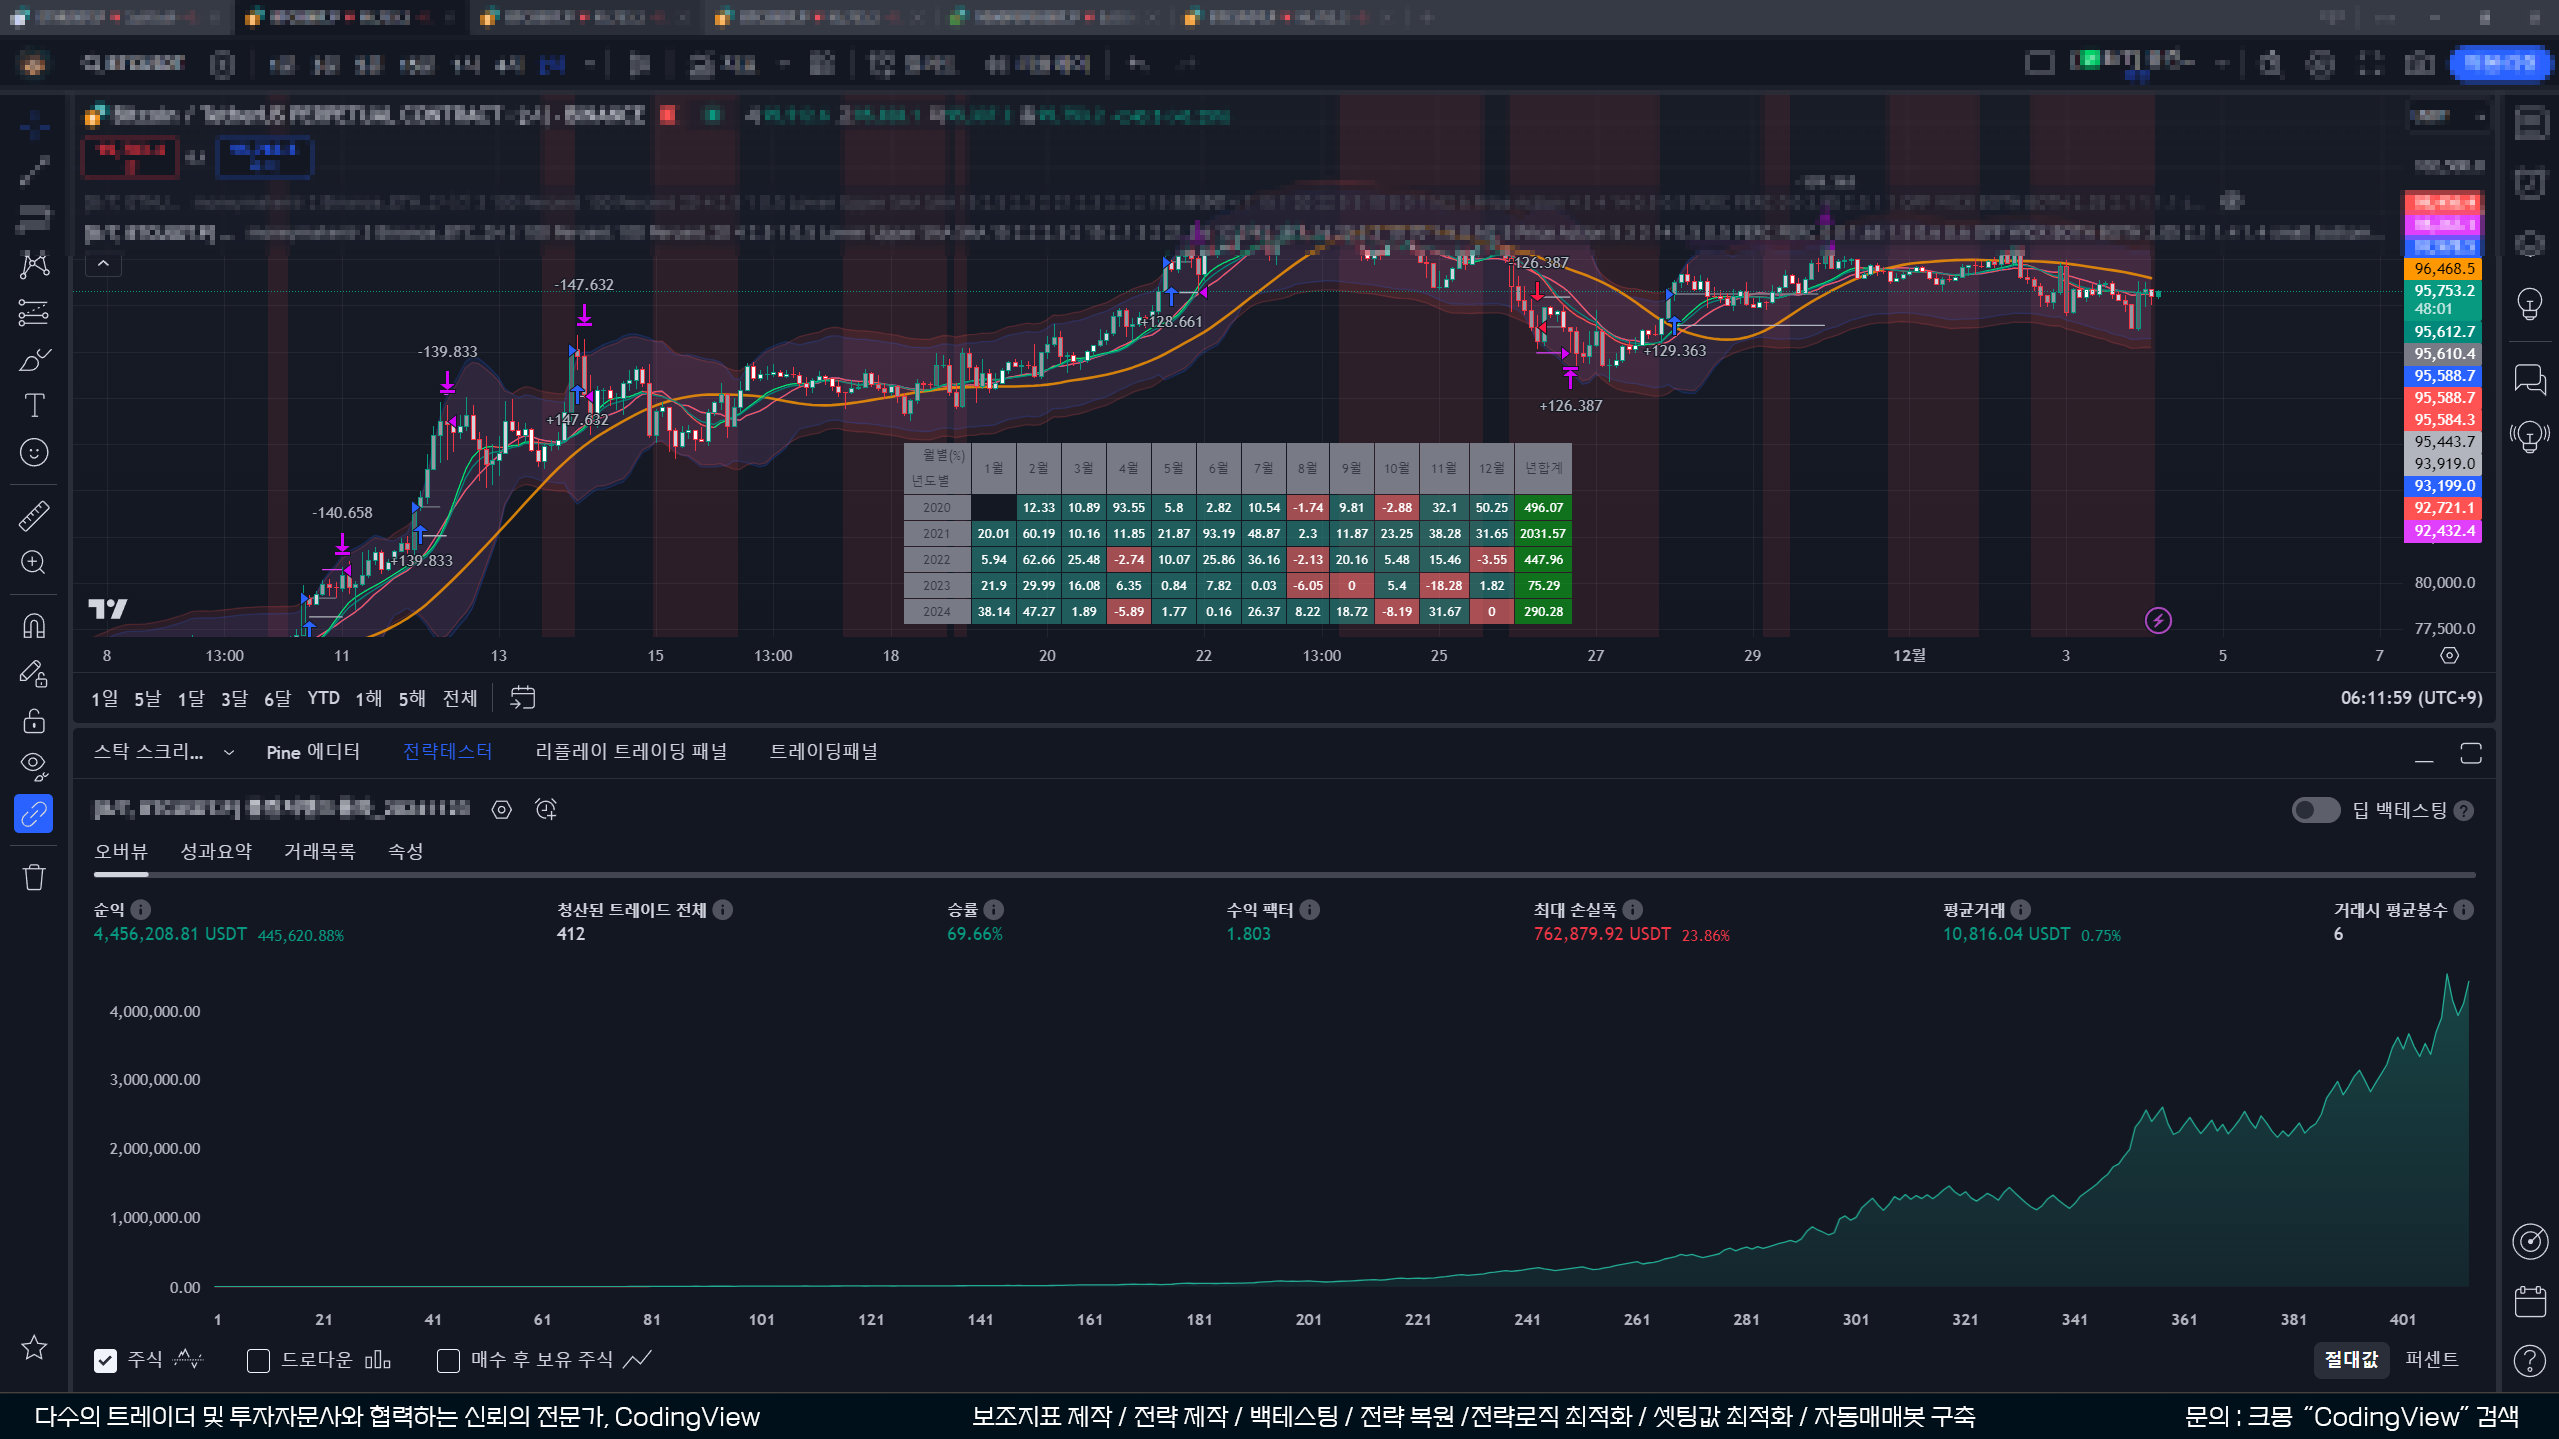 -147.632
-126.387
96,468.5
95,753.2
48:01
-139.833
+128.661
95,612.7
+129.363
95,610.4
95,588.7
95,588.7
+147.632
+126.387
95,584.3
95,443.7
93,919.0
93,199.0
92,721.1
92,432.4
-140.658
+139.833
월별(%) 1월 2월 3월 4월 5월 6월 7월 8월 9월 10월 11월 12월 년합계
년도별
2020 12.33 10.89 93.55 5.8 2.82 10.54 -1.74 9.81 -2.88 32.1 50.25 496.07
2021 20.01 60.19 10.16 11.85 21.87 93.19 48.87 2.3 11.87 23.25 38.28 31.65 2031.57
2022 5.94 62.66 25.48 -2.74 10.07 25.86 36.16 -2.13 20.16 5.48 15.46 -3.55 447.96
2023 21.9 29.99 16.08 6.35 0.84 7.82 0.03 -6.05 0 5.4 -18.28 1.82 75.29
2024 38.14 47.27 1.89 -5.89 1.77 0.16 26.37 8.22 18.72 -8.19 31.67 0 290.28
80,000.0
77,500.0
8 13:00 11 13 15 13:00 18 20 22 13:00 25 27 29 12월 3 5 7
1일 5날 1달 3달 6달 YTD 1해 5해 전체
06:11:59 (UTC+9)
스탁 스크리... Pine 에디터 전략테스터 리플레이 트레이딩 패널 트레이딩패널
딥 백테스팅
오버뷰 성과요약 거래목록 속성
순익 청산된 트레이드 전체 승률 수익 팩터 최대 손실폭 평균거래 거래시 평균봉수
4,456,208.81 USDT 445,620.88% 412 69.66% 1.803 762,879.92 USDT 23.86% 10,816.04 USDT 0.75% 6
4,000,000.00
3,000,000.00
2,000,000.00
1,000,000.00
0.00
1 21 41 61 81 101 121 141 161 181 201 221 241 261 281 301 321 341 361 381 401
주식 드로다운 매수 후 보유 주식
절대값 퍼센트
다수의 트레이더 및 투자자문사와 협력하는 신뢰의 전문가, CodingView
보조지표 제작 / 전략 제작 / 백테스팅 / 전략 복원 /전략로직 최적화 / 셋팅값 최적화 / 자동매매봇 구축
문의 : 크몽 “CodingView” 검색